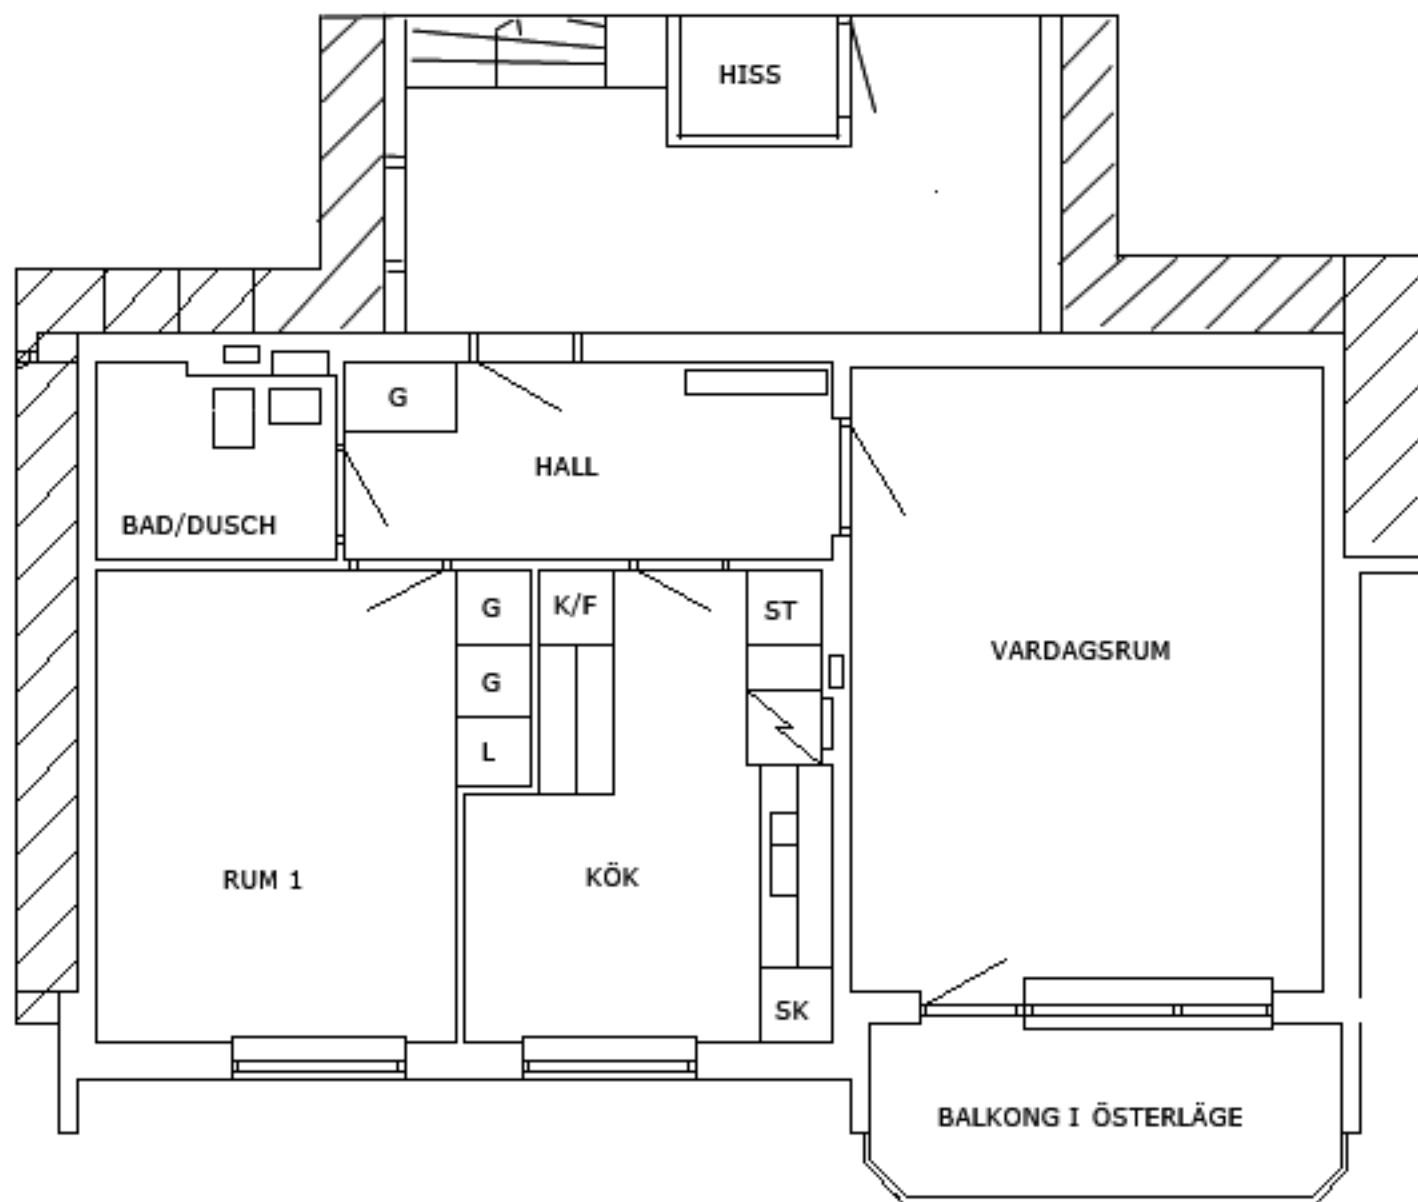 HISS
G
HALL
BAD/DUSCH
G
K/F
ST
G
VARDAGSRUM
L
RUM 1
KÖK
SK
BALKONG I ÖSTERLÄGE